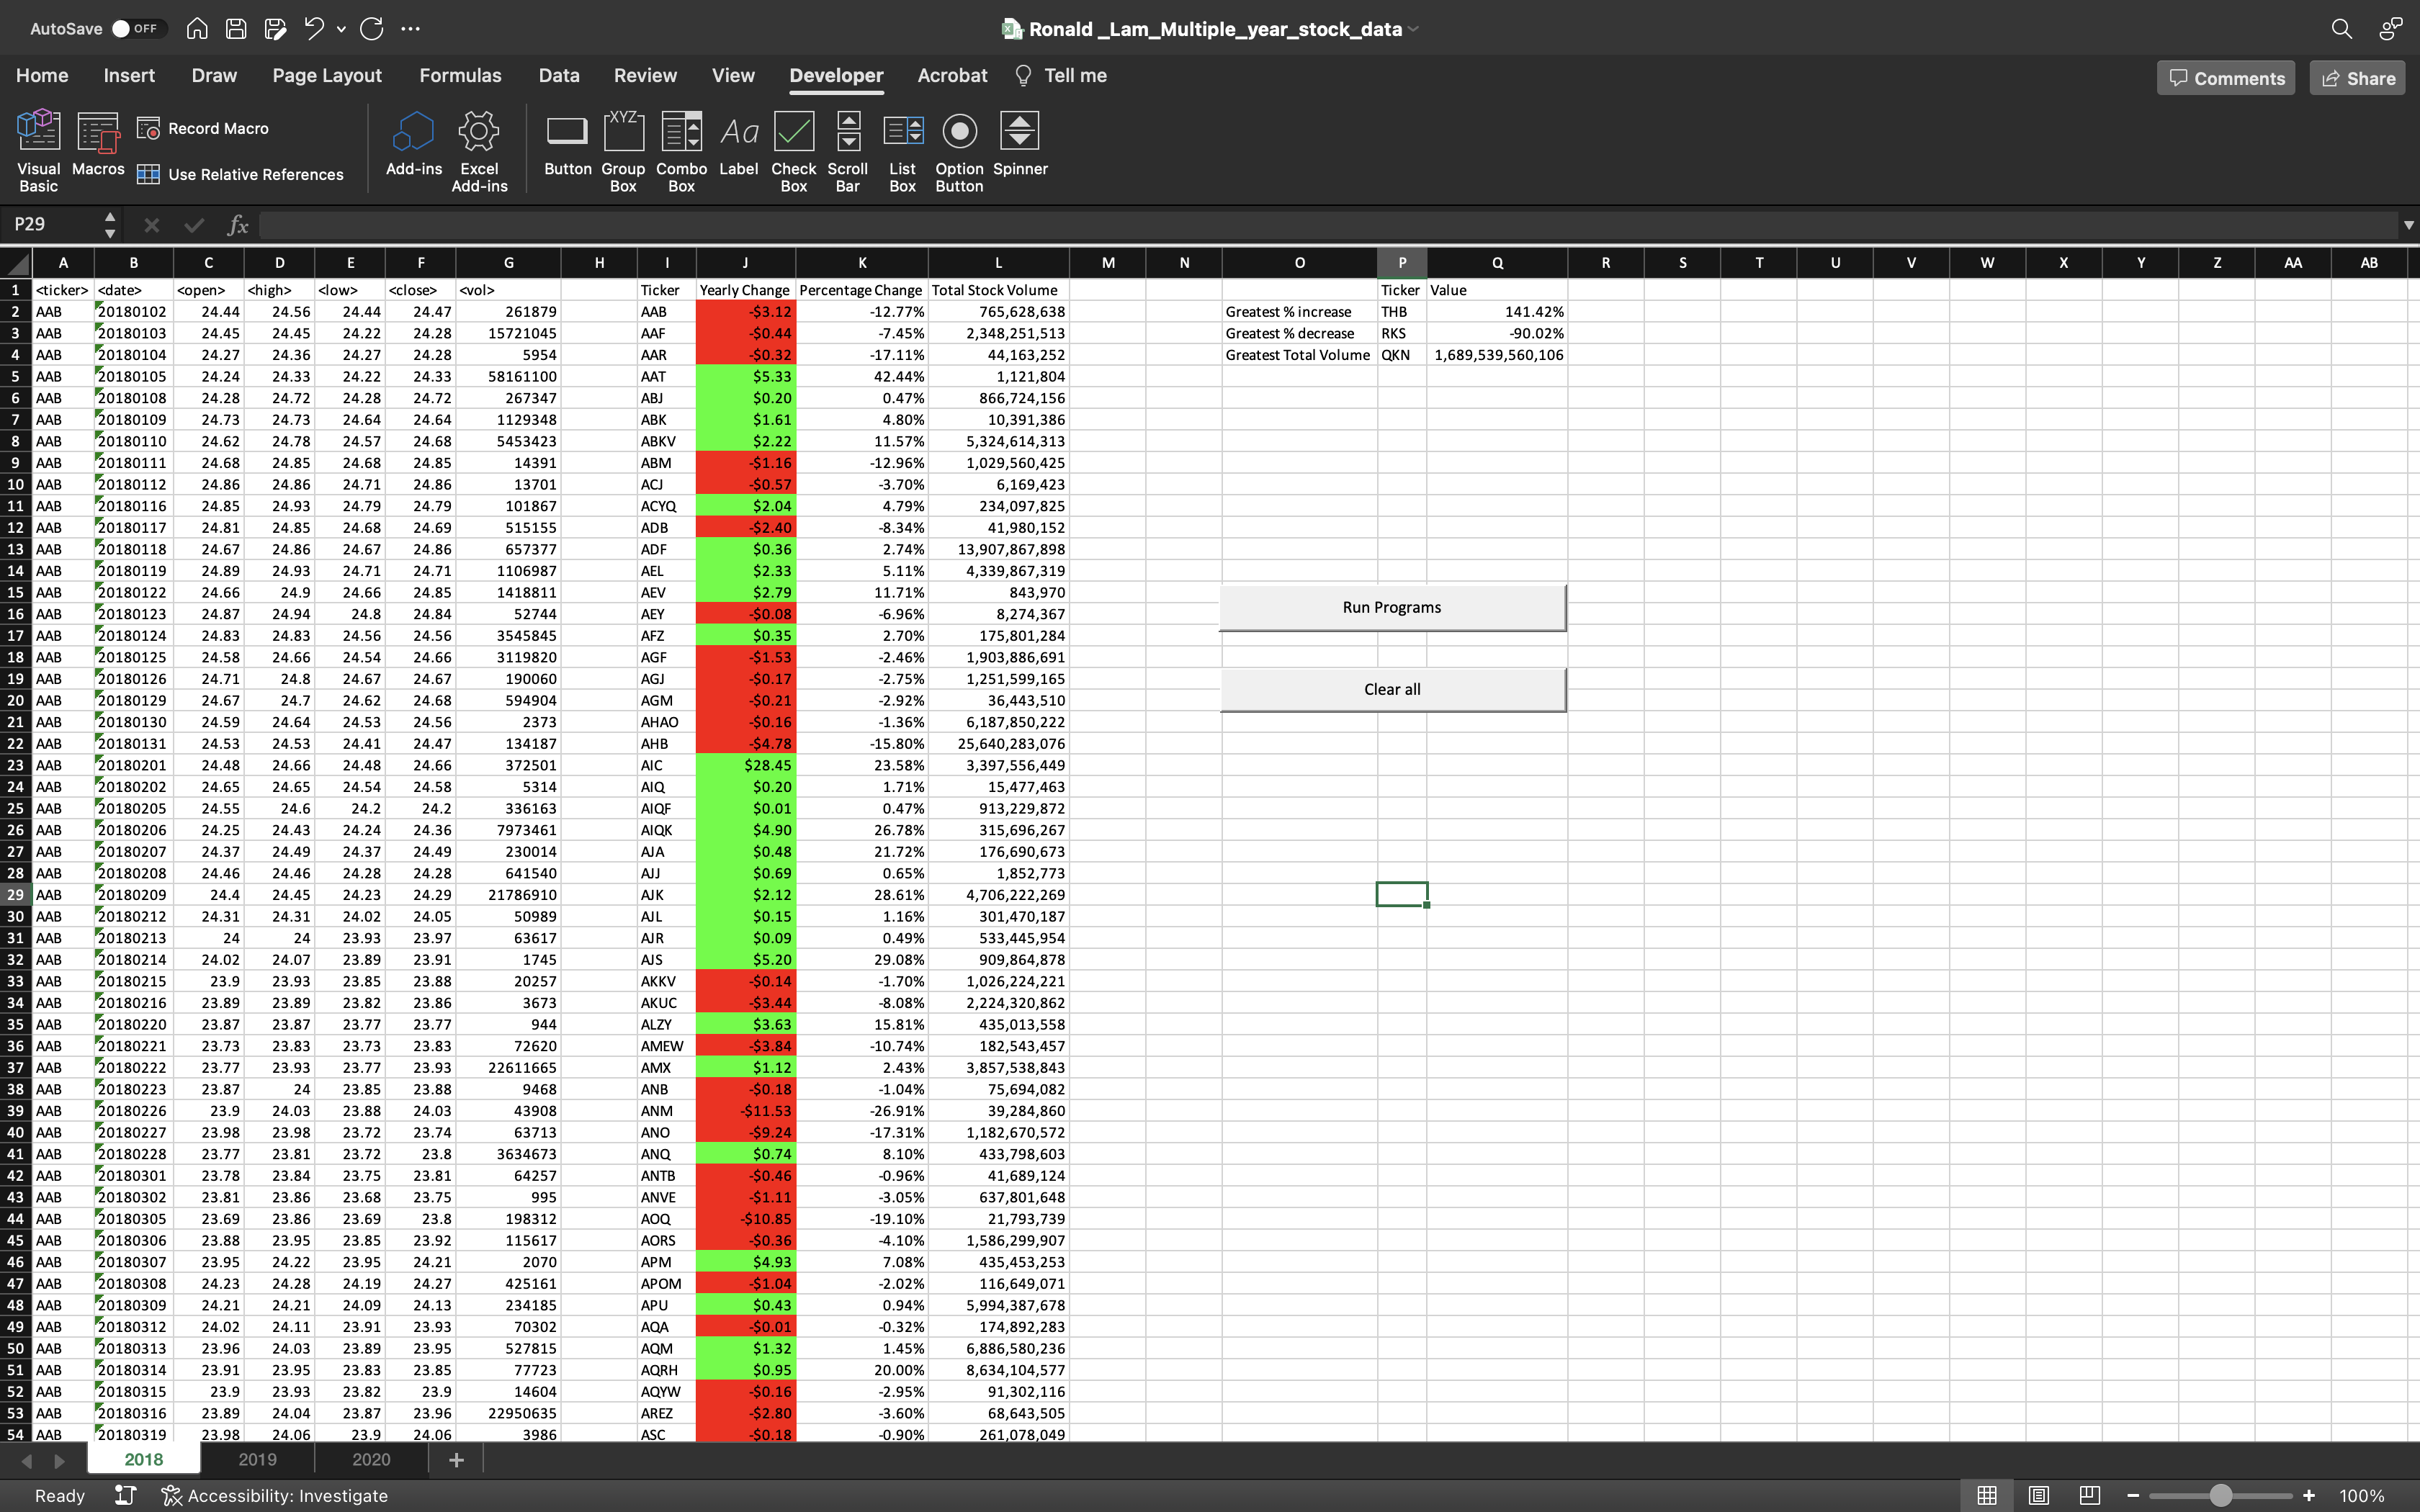 AutoSave OFF Ronald _Lam_Multiple_year_stock_data
Home Insert Draw Page Layout Formulas Data Review View Developer Acrobat Tell me Comments Share
Visual Basic Macros Record Macro Use Relative References Add-ins Excel Add-ins Button Group Box Combo Box Label Check Box Scroll Bar List Box Option Button Spinner
P29 fx
A B C D E F G H I J K L M N O P Q R S T U V W X Y Z AA AB
1 <ticker> <date> <open> <high> <low> <close> <vol> Ticker Yearly Change Percentage Change Total Stock Volume Ticker Value
2 AAB 20180102 24.44 24.56 24.44 24.47 261879 AAB -$3.12 -12.77% 765,628,638 Greatest % increase THB 141.42%
3 AAB 20180103 24.45 24.45 24.22 24.28 15721045 AAF -$0.44 -7.45% 2,348,251,513 Greatest % decrease RKS -90.02%
4 AAB 20180104 24.27 24.36 24.27 24.28 5954 AAR -$0.32 -17.11% 44,163,252 Greatest Total Volume QKN 1,689,539,560,106
5 AAB 20180105 24.24 24.33 24.22 24.33 58161100 AAT $5.33 42.44% 1,121,804
6 AAB 20180108 24.28 24.72 24.28 24.72 267347 ABJ $0.20 0.47% 866,724,156
7 AAB 20180109 24.73 24.73 24.64 24.64 1129348 ABK $1.61 4.80% 10,391,386
8 AAB 20180110 24.62 24.78 24.57 24.68 5453423 ABKV $2.22 11.57% 5,324,614,313
9 AAB 20180111 24.68 24.85 24.68 24.85 14391 ABM -$1.16 -12.96% 1,029,560,425
10 AAB 20180112 24.86 24.86 24.71 24.86 13701 ACJ -$0.57 -3.70% 6,169,423
11 AAB 20180116 24.85 24.93 24.79 24.79 101867 ACYQ $2.04 4.79% 234,097,825
12 AAB 20180117 24.81 24.85 24.68 24.69 515155 ADB -$2.40 -8.34% 41,980,152
13 AAB 20180118 24.67 24.86 24.67 24.86 657377 ADF $0.36 2.74% 13,907,867,898
14 AAB 20180119 24.89 24.93 24.71 24.71 1106987 AEL $2.33 5.11% 4,339,867,319
15 AAB 20180122 24.66 24.9 24.66 24.85 1418811 AEV $2.79 11.71% 843,970
16 AAB 20180123 24.87 24.94 24.8 24.84 52744 AEY -$0.08 -6.96% 8,274,367 Run Programs
17 AAB 20180124 24.83 24.83 24.56 24.56 3545845 AFZ $0.35 2.70% 175,801,284
18 AAB 20180125 24.58 24.66 24.54 24.66 3119820 AGF -$1.53 -2.46% 1,903,886,691
19 AAB 20180126 24.71 24.8 24.67 24.67 190060 AGJ -$0.17 -2.75% 1,251,599,165 Clear all
20 AAB 20180129 24.67 24.7 24.62 24.68 594904 AGM -$0.21 -2.92% 36,443,510
21 AAB 20180130 24.59 24.64 24.53 24.56 2373 AHAO -$0.16 -1.36% 6,187,850,222
22 AAB 20180131 24.53 24.53 24.41 24.47 134187 AHB -$4.78 -15.80% 25,640,283,076
23 AAB 20180201 24.48 24.66 24.48 24.66 372501 AIC $28.45 23.58% 3,397,556,449
24 AAB 20180202 24.65 24.65 24.54 24.58 5314 AIQ $0.20 1.71% 15,477,463
25 AAB 20180205 24.55 24.6 24.2 24.2 336163 AIQF $0.01 0.47% 913,229,872
26 AAB 20180206 24.25 24.43 24.24 24.36 7973461 AIQK $4.90 26.78% 315,696,267
27 AAB 20180207 24.37 24.49 24.37 24.49 230014 AJA $0.48 21.72% 176,690,673
28 AAB 20180208 24.46 24.46 24.28 24.28 641540 AJJ $0.69 0.65% 1,852,773
29 AAB 20180209 24.4 24.45 24.23 24.29 21786910 AJK $2.12 28.61% 4,706,222,269
30 AAB 20180212 24.31 24.31 24.02 24.05 50989 AJL $0.15 1.16% 301,470,187
31 AAB 20180213 24 24 23.93 23.97 63617 AJR $0.09 0.49% 533,445,954
32 AAB 20180214 24.02 24.07 23.89 23.91 1745 AJS $5.20 29.08% 909,864,878
33 AAB 20180215 23.9 23.93 23.85 23.88 20257 AKKV -$0.14 -1.70% 1,026,224,221
34 AAB 20180216 23.89 23.89 23.82 23.86 3673 AKUC -$3.44 -8.08% 2,224,320,862
35 AAB 20180220 23.87 23.87 23.77 23.77 944 ALZY $3.63 15.81% 435,013,558
36 AAB 20180221 23.73 23.83 23.73 23.83 72620 AMEW -$3.84 -10.74% 182,543,457
37 AAB 20180222 23.77 23.93 23.77 23.93 22611665 AMX $1.12 2.43% 3,857,538,843
38 AAB 20180223 23.87 24 23.85 23.88 9468 ANB -$0.18 -1.04% 75,694,082
39 AAB 20180226 23.9 24.03 23.88 24.03 43908 ANM -$11.53 -26.91% 39,284,860
40 AAB 20180227 23.98 23.98 23.72 23.74 63713 ANO -$9.24 -17.31% 1,182,670,572
41 AAB 20180228 23.77 23.81 23.72 23.8 3634673 ANQ $0.74 8.10% 433,798,603
42 AAB 20180301 23.78 23.84 23.75 23.81 64257 ANTB -$0.46 -0.96% 41,689,124
43 AAB 20180302 23.81 23.86 23.68 23.75 995 ANVE -$1.11 -3.05% 637,801,648
44 AAB 20180305 23.69 23.86 23.69 23.8 198312 AOQ -$10.85 -19.10% 21,793,739
45 AAB 20180306 23.88 23.95 23.85 23.92 115617 AORS -$0.36 -4.10% 1,586,299,907
46 AAB 20180307 23.95 24.22 23.95 24.21 2070 APM $4.93 7.08% 435,453,253
47 AAB 20180308 24.23 24.28 24.19 24.27 425161 APOM -$1.04 -2.02% 116,649,071
48 AAB 20180309 24.21 24.21 24.09 24.13 234185 APU $0.43 0.94% 5,994,387,678
49 AAB 20180312 24.02 24.11 23.91 23.93 70302 AQA -$0.01 -0.32% 174,892,283
50 AAB 20180313 23.96 24.03 23.89 23.95 527815 AQM $1.32 1.45% 6,886,580,236
51 AAB 20180314 23.91 23.95 23.83 23.85 77723 AQRH $0.95 20.00% 8,634,104,577
52 AAB 20180315 23.9 23.93 23.82 23.9 14604 AQYW -$0.16 -2.95% 91,302,116
53 AAB 20180316 23.89 24.04 23.87 23.96 22950635 AREZ -$2.80 -3.60% 68,643,505
54 AAB 20180319 23.98 24.06 23.9 24.06 3986 ASC -$0.18 -0.90% 261,078,049
2018 2019 2020 +
Ready Accessibility: Investigate 100%